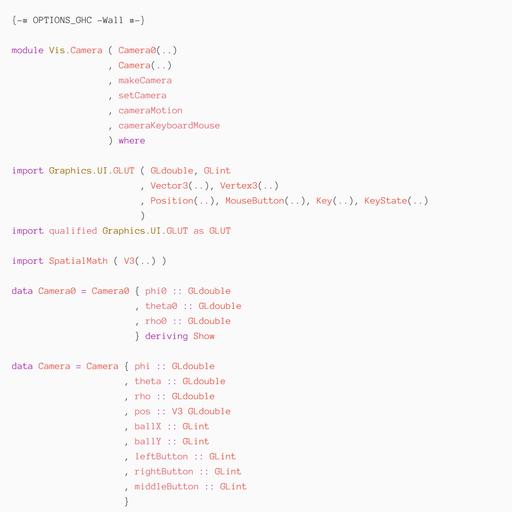 {-# OPTIONS_GHC -Wall #-}

module Vis.Camera ( Camera0(..)
                  , Camera(..)
                  , makeCamera
                  , setCamera
                  , cameraMotion
                  , cameraKeyboardMouse
                  ) where

import Graphics.UI.GLUT ( GLdouble, GLint
                        , Vector3(..), Vertex3(..)
                        , Position(..), MouseButton(..), Key(..), KeyState(..)
                        )
import qualified Graphics.UI.GLUT as GLUT

import SpatialMath ( V3(..) )

data Camera0 = Camera0 { phi0 :: GLdouble
                       , theta0 :: GLdouble
                       , rho0 :: GLdouble
                       } deriving Show

data Camera = Camera { phi :: GLdouble
                     , theta :: GLdouble
                     , rho :: GLdouble
                     , pos :: V3 GLdouble
                     , ballX :: GLint
                     , ballY :: GLint
                     , leftButton :: GLint
                     , rightButton :: GLint
                     , middleButton :: GLint
                     }